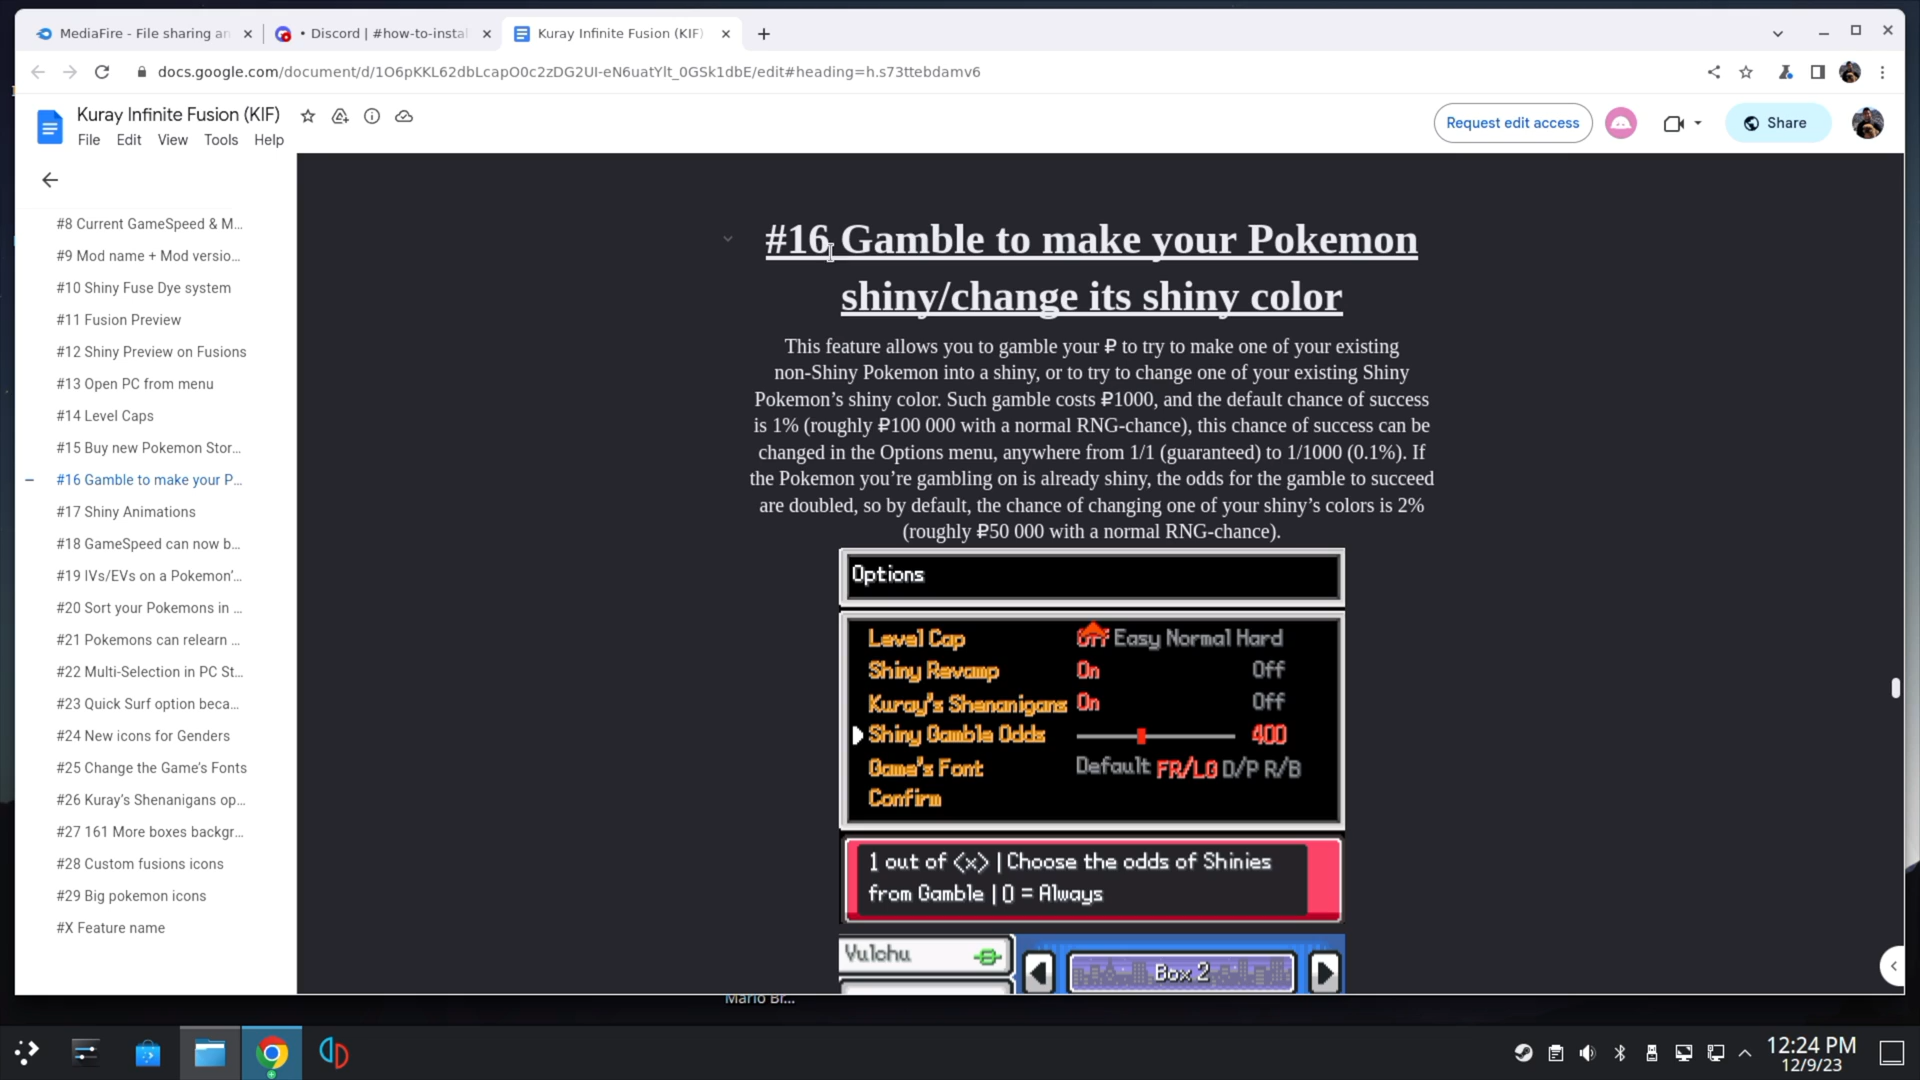 MediaFire - File sharing an
• Discord | #how-to-instal
Kuray Infinite Fusion (KIF)
docs.google.com/document/d/1O6pKKL62dbLcapO0c2zDG2UI-eN6uatYlt_0GSk1dbE/edit#heading=h.s73ttebdamv6
Kuray Infinite Fusion (KIF)
File Edit View Tools Help
Request edit access
Share
#8 Current GameSpeed & M...
#9 Mod name + Mod versio...
#10 Shiny Fuse Dye system
#11 Fusion Preview
#12 Shiny Preview on Fusions
#13 Open PC from menu
#14 Level Caps
#15 Buy new Pokemon Stor...
#16 Gamble to make your P...
#17 Shiny Animations
#18 GameSpeed can now b...
#19 IVs/EVs on a Pokemon'...
#20 Sort your Pokemons in ...
#21 Pokemons can relearn ...
#22 Multi-Selection in PC St...
#23 Quick Surf option beca...
#24 New icons for Genders
#25 Change the Game's Fonts
#26 Kuray's Shenanigans op...
#27 161 More boxes backgr...
#28 Custom fusions icons
#29 Big pokemon icons
#X Feature name
#16 Gamble to make your Pokemon
shiny/change its shiny color
This feature allows you to gamble your ₽ to try to make one of your existing
non-Shiny Pokemon into a shiny, or to try to change one of your existing Shiny
Pokemon's shiny color. Such gamble costs ₽1000, and the default chance of success
is 1% (roughly ₽100 000 with a normal RNG-chance), this chance of success can be
changed in the Options menu, anywhere from 1/1 (guaranteed) to 1/1000 (0.1%). If
the Pokemon you're gambling on is already shiny, the odds for the gamble to succeed
are doubled, so by default, the chance of changing one of your shiny's colors is 2%
(roughly ₽50 000 with a normal RNG-chance).
Options
Level Cap Off Easy Normal Hard
Shiny Revamp On Off
Kuray's Shenanigans On Off
Shiny Gamble Odds 400
Game's Font Default FR/LG D/P R/B
Confirm
1 out of <x> | Choose the odds of Shinies
from Gamble | 0 = Always
Vulohu
Box 2
Mario Br...
12:24 PM
12/9/23